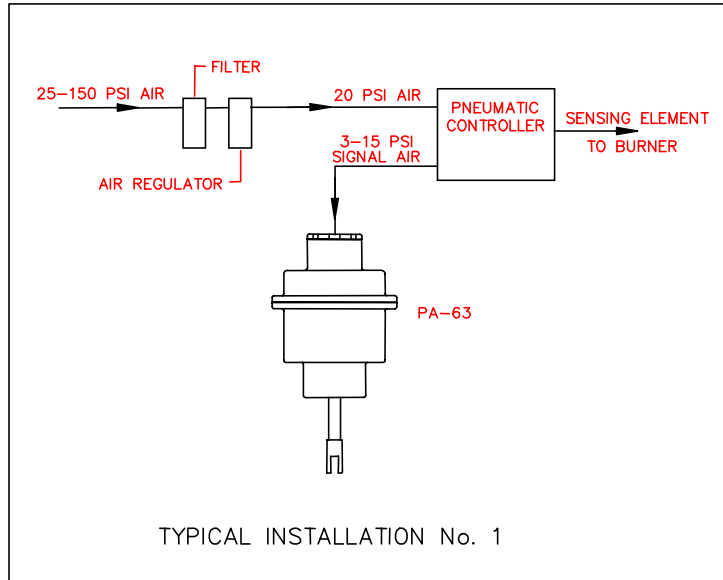 FILTER
25-150 PSI AIR
20 PSI AIR
PNEUMATIC
CONTROLLER
SENSING ELEMENT
TO BURNER
3-15 PSI
SIGNAL AIR
AIR REGULATOR
PA-63
TYPICAL INSTALLATION No. 1